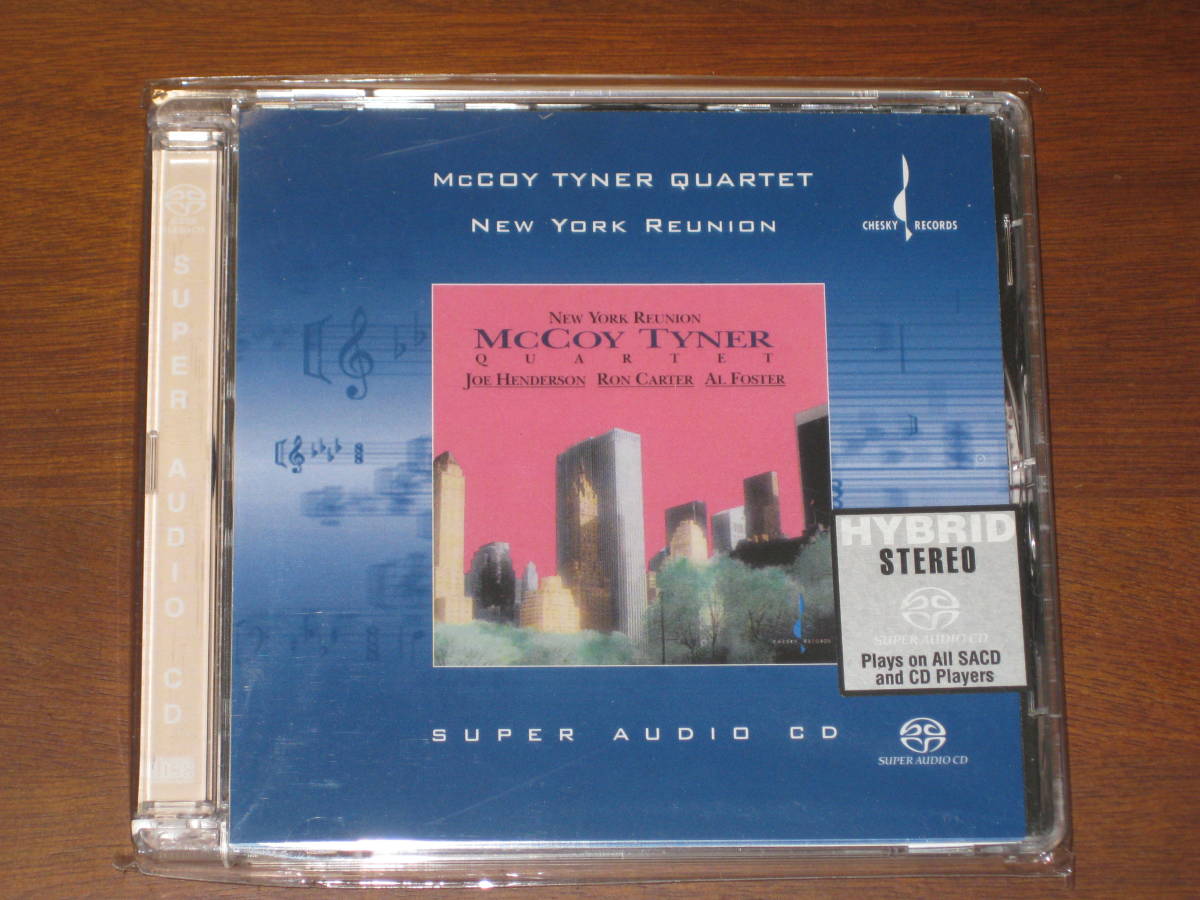 McCOY TYNER QUARTET
NEW YORK REUNION
CHESKY RECORDS
NEW YORK REUNION
McCOY TYNER
QUARTET
JOE HENDERSON RON CARTER AL FOSTER
CHESKY RECORDS
HYBRID
STEREO
SUPER AUDIO CD
Plays on All SACD
and CD Players
SUPER AUDIO CD
SUPER AUDIO CD
SUPER AUDIO CD